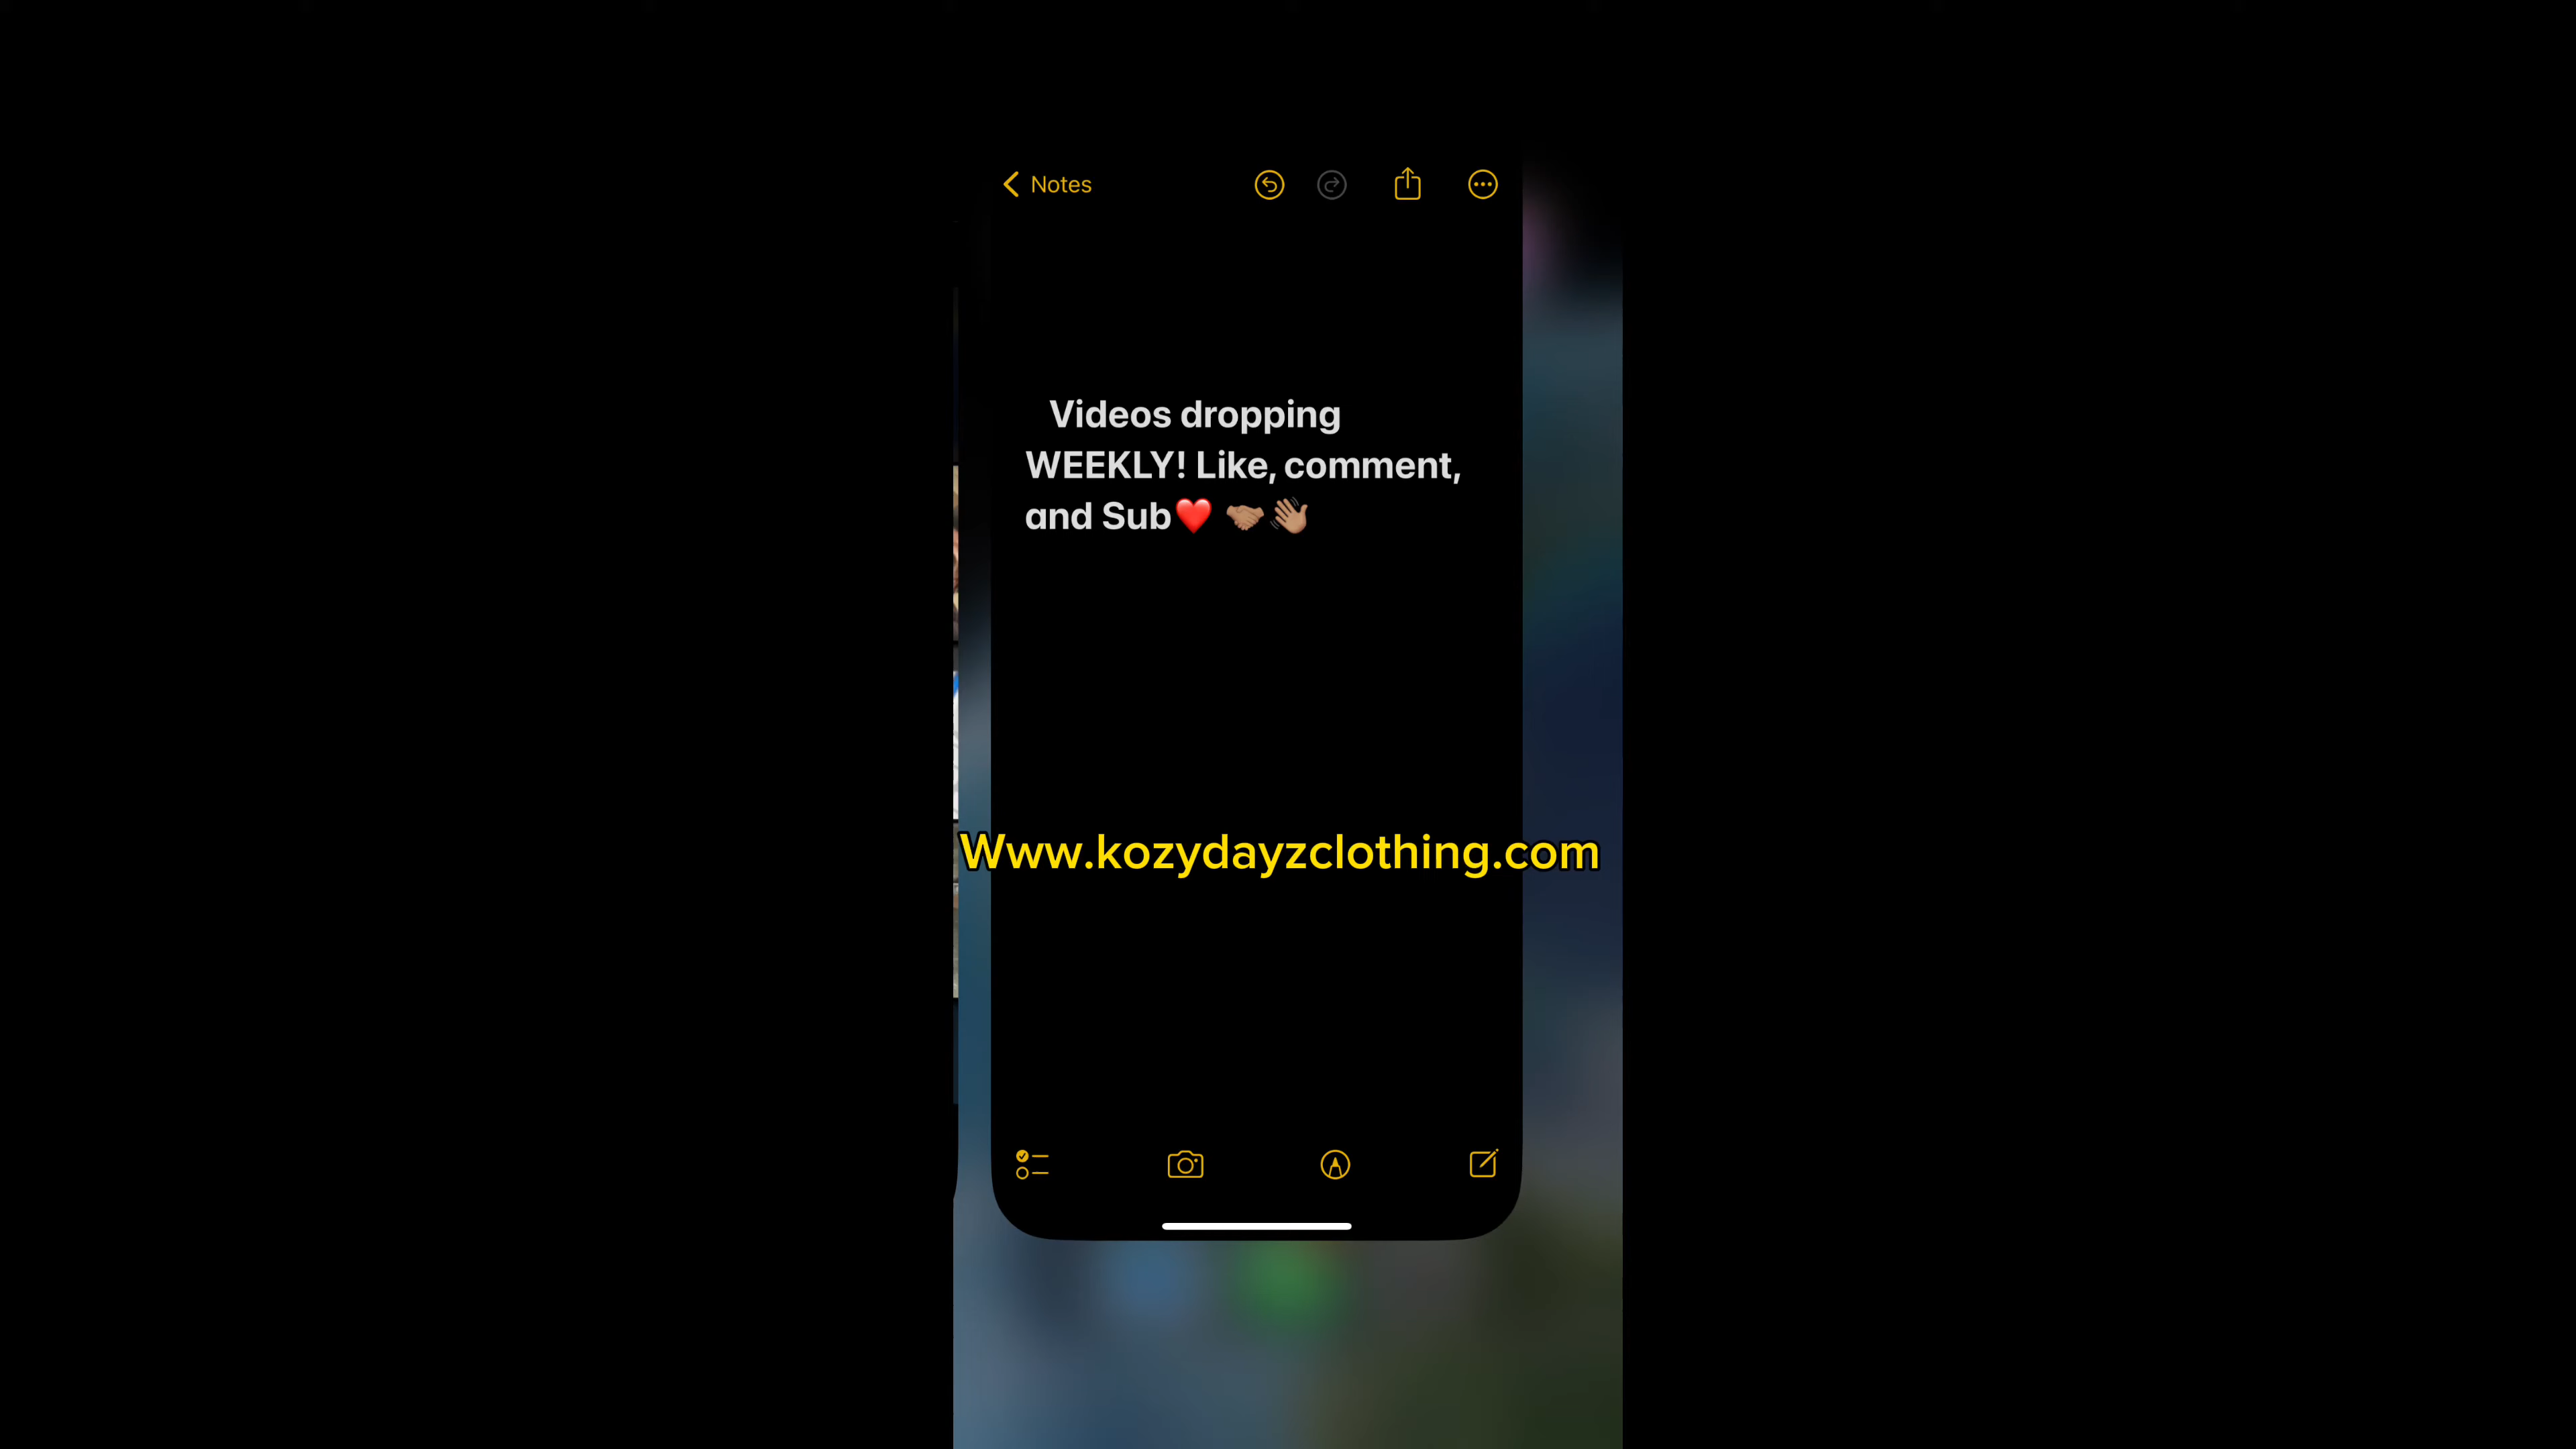 Notes
Videos dropping
WEEKLY! Like, comment,
and Sub❤️ 🤝🏽👋🏽
Www.kozydayzclothing.com